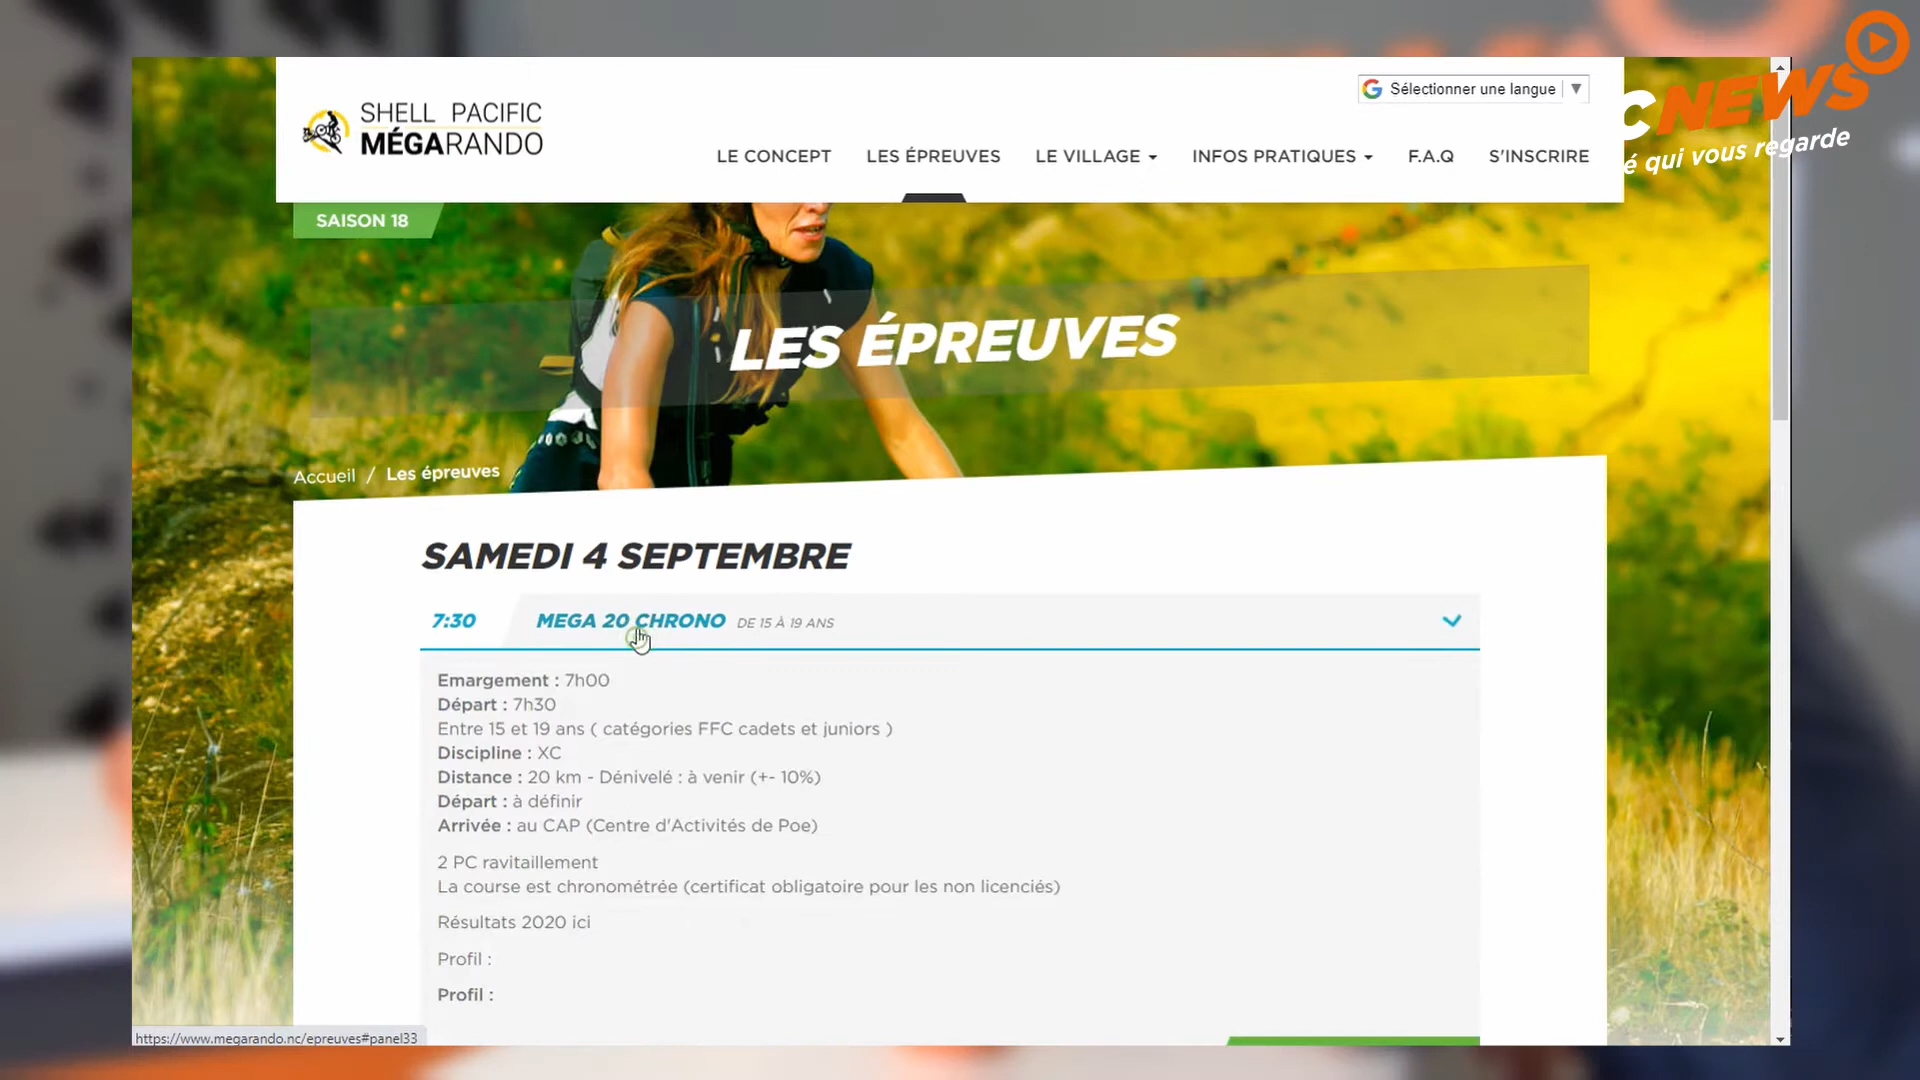 CNEWS
é qui vous regarde
Sélectionner une langue
SHELL PACIFIC
MÉGARANDO
LE CONCEPT LES ÉPREUVES LE VILLAGE INFOS PRATIQUES F.A.Q S'INSCRIRE
SAISON 18
LES ÉPREUVES
Accueil / Les épreuves
SAMEDI 4 SEPTEMBRE
7:30 MEGA 20 CHRONO DE 15 À 19 ANS
Emargement : 7h00
Départ : 7h30
Entre 15 et 19 ans ( catégories FFC cadets et juniors )
Discipline : XC
Distance : 20 km - Dénivelé : à venir (+- 10%)
Départ : à définir
Arrivée : au CAP (Centre d'Activités de Poe)
2 PC ravitaillement
La course est chronométrée (certificat obligatoire pour les non licenciés)
Résultats 2020 ici
Profil :
Profil :
https://www.megarando.nc/epreuves#panel33